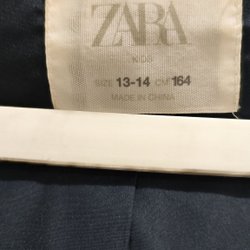 ZARA
KIDS
SIZE 13-14 CM 164
MADE IN CHINA